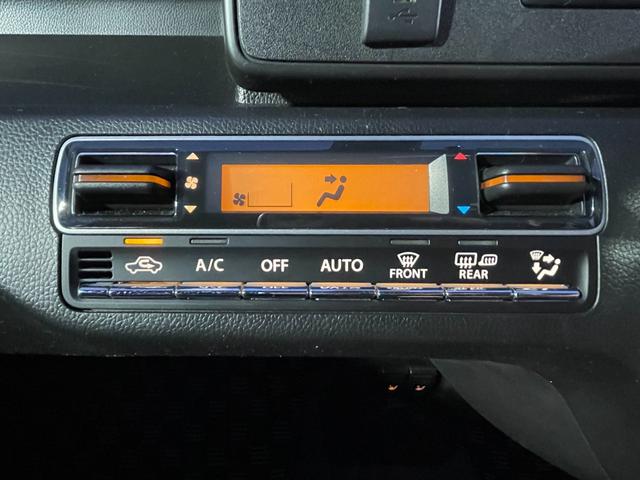 A/C OFF AUTO FRONT REAR